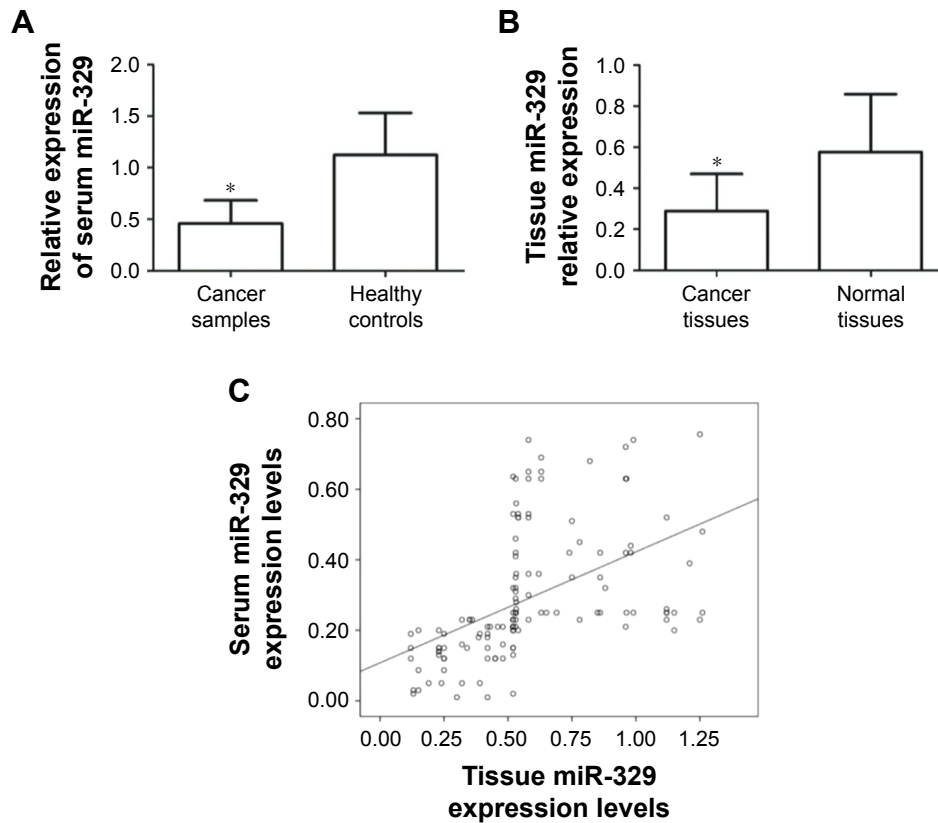 A
Relative expression
of serum miR-329
2.0
1.5
1.0
0.5
0.0
*
Cancer
samples
Healthy
controls
B
Tissue miR-329
relative expression
1.0
0.8
0.6
0.4
0.2
0.0
*
Cancer
tissues
Normal
tissues
C
Serum miR-329
expression levels
0.80
0.60
0.40
0.20
0.00
0.00 0.25 0.50 0.75 1.00 1.25
Tissue miR-329
expression levels